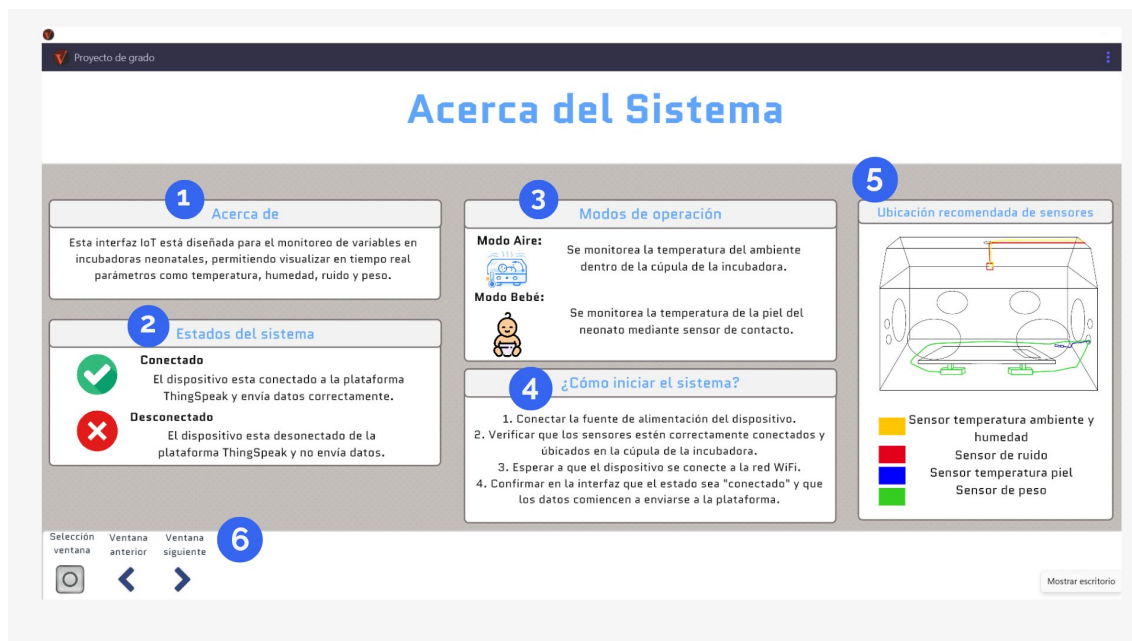 Proyecto de grado
Acerca del Sistema
1
Acerca de
Esta interfaz IoT está diseñada para el monitoreo de variables en
incubadoras neonatales, permitiendo visualizar en tiempo real
parámetros como temperatura, humedad, ruido y peso.
2
Estados del sistema
Conectado
El dispositivo esta conectado a la plataforma
ThingSpeak y envía datos correctamente.
Desconectado
El dispositivo esta desonectado de la
plataforma ThingSpeak y no envía datos.
3
Modos de operación
Modo Aire:
Se monitorea la temperatura del ambiente
dentro de la cúpula de la incubadora.
Modo Bebé:
Se monitorea la temperatura de la piel del
neonato mediante sensor de contacto.
4
¿Cómo iniciar el sistema?
1. Conectar la fuente de alimentación del dispositivo.
2. Verificar que los sensores estén correctamente conectados y
úbicados en la cúpula de la incubadora.
3. Esperar a que el dispositivo se conecte a la red WiFi.
4. Confirmar en la interfaz que el estado sea "conectado" y que
los datos comiencen a enviarse a la plataforma.
5
Ubicación recomendada de sensores
Sensor temperatura ambiente y
humedad
Sensor de ruido
Sensor temperatura piel
Sensor de peso
Selección
ventana
Ventana
anterior
Ventana
siguiente
6
Mostrar escritorio